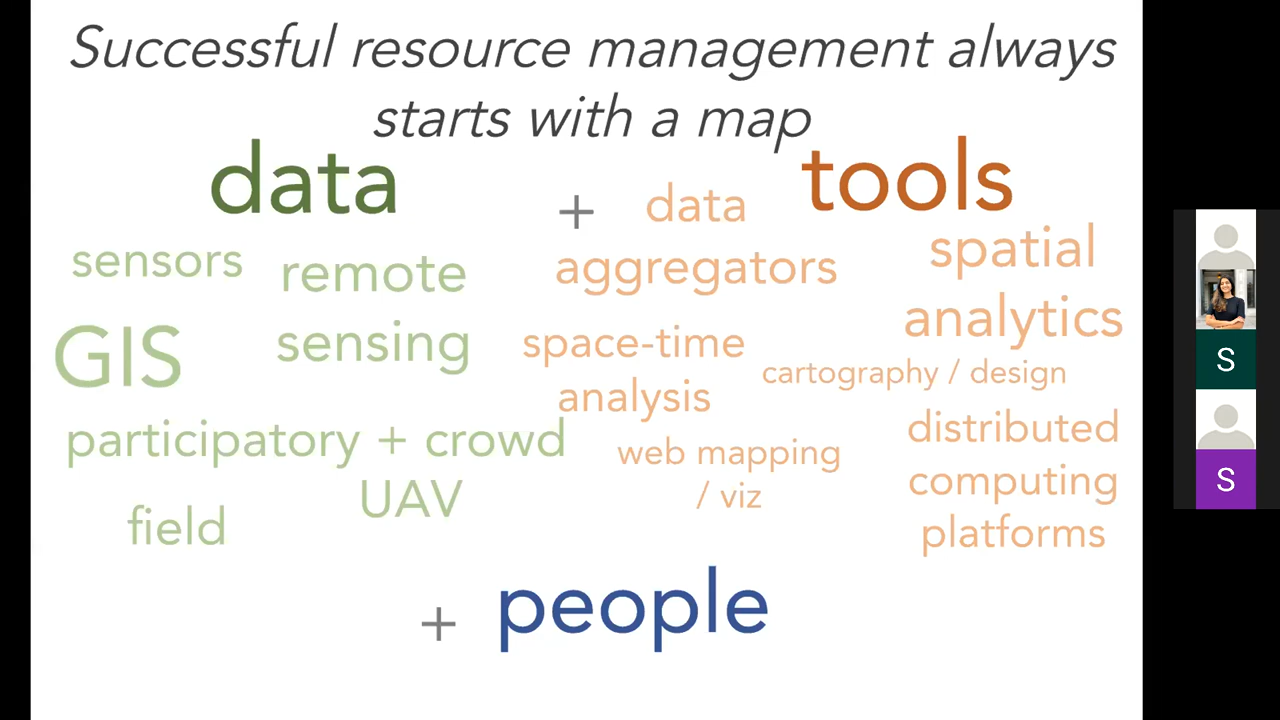 Successful resource management always
starts with a map
data
+
tools
sensors
remote
sensing
GIS
participatory + crowd
UAV
field
data
aggregators
space-time
analysis
web mapping
/ viz
spatial
analytics
cartography / design
distributed
computing
platforms
+ people
S
S